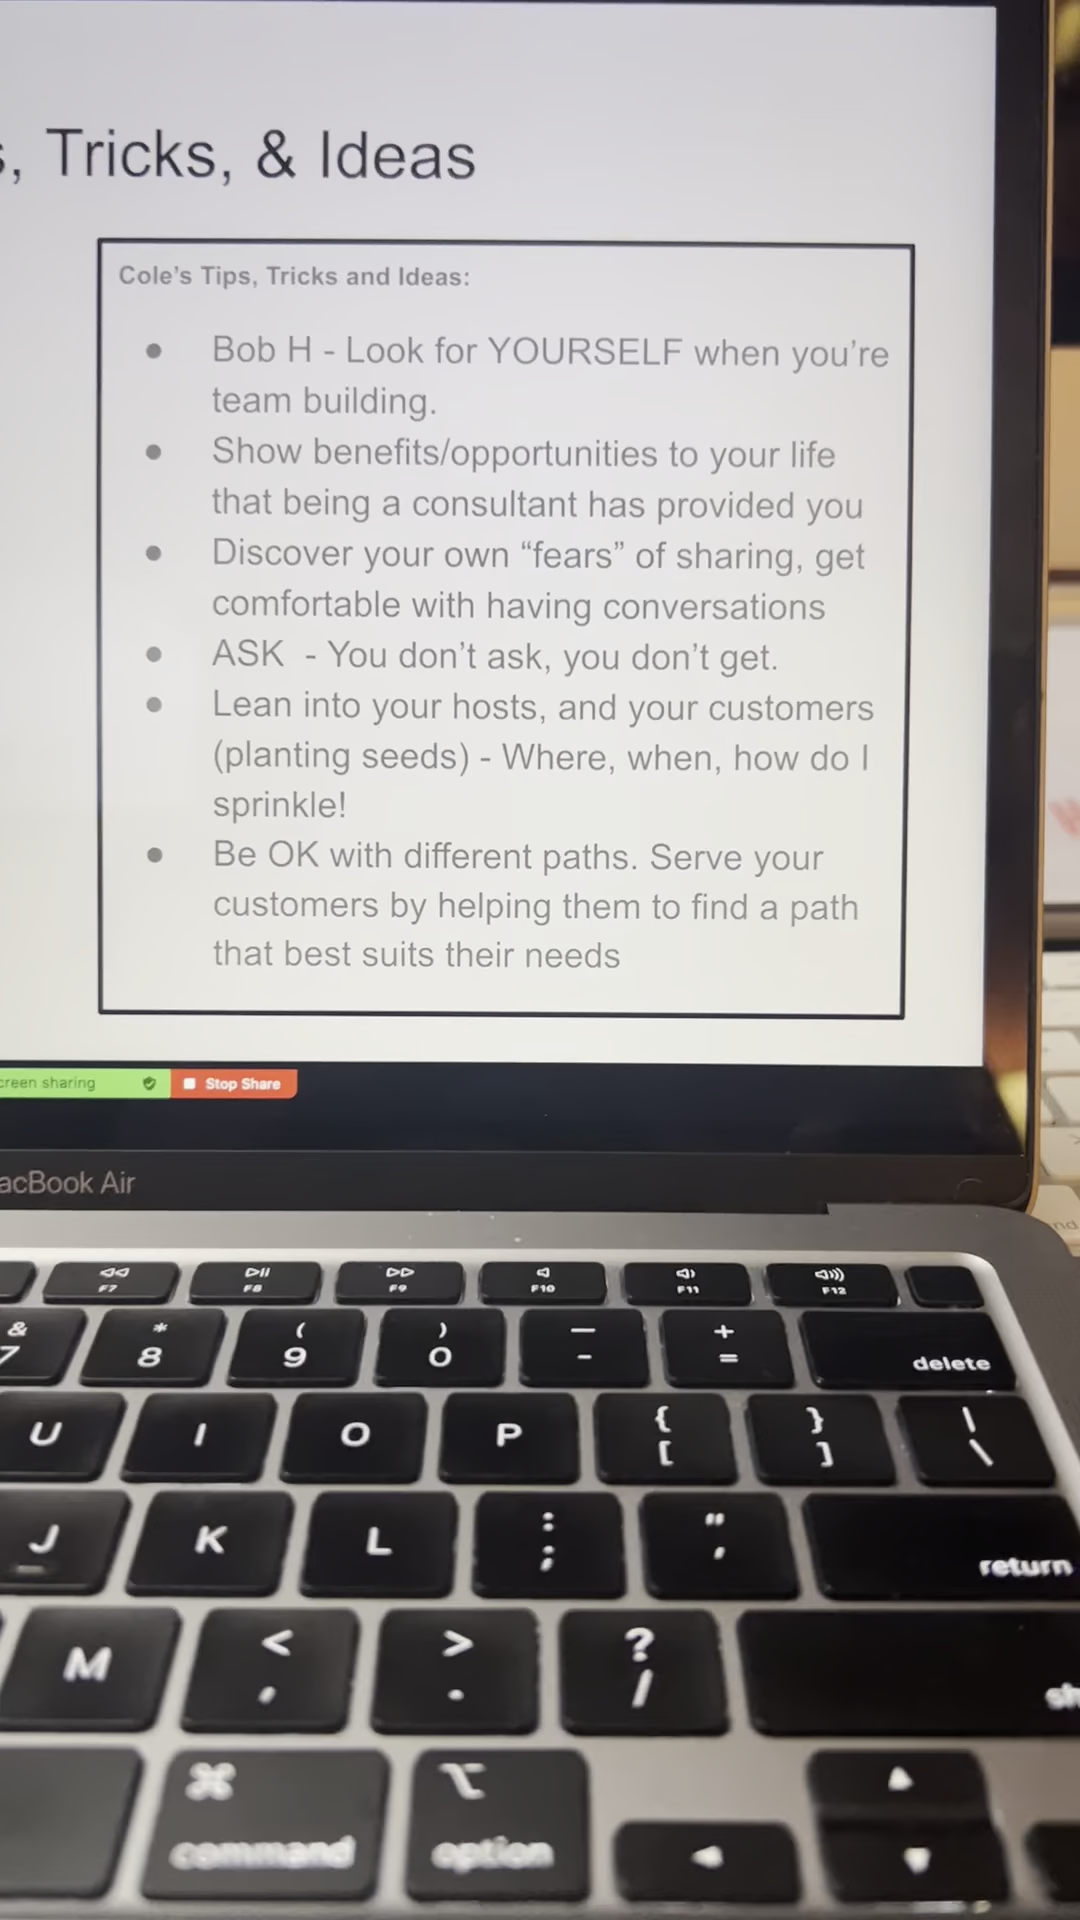 , Tricks, & Ideas
Cole's Tips, Tricks and Ideas:
● Bob H - Look for YOURSELF when you're
team building.
● Show benefits/opportunities to your life
that being a consultant has provided you
● Discover your own “fears” of sharing, get
comfortable with having conversations
● ASK - You don't ask, you don't get.
● Lean into your hosts, and your customers
(planting seeds) - Where, when, how do I
sprinkle!
● Be OK with different paths. Serve your
customers by helping them to find a path
that best suits their needs
creen sharing Stop Share
acBook Air
F7 F8 F9 F10 F11 F12
& * ( ) — +
7 8 9 0 - = delete
U I O P { [ } ] | \
J K L : ; " ' return
M < , > . ? / sh
command option